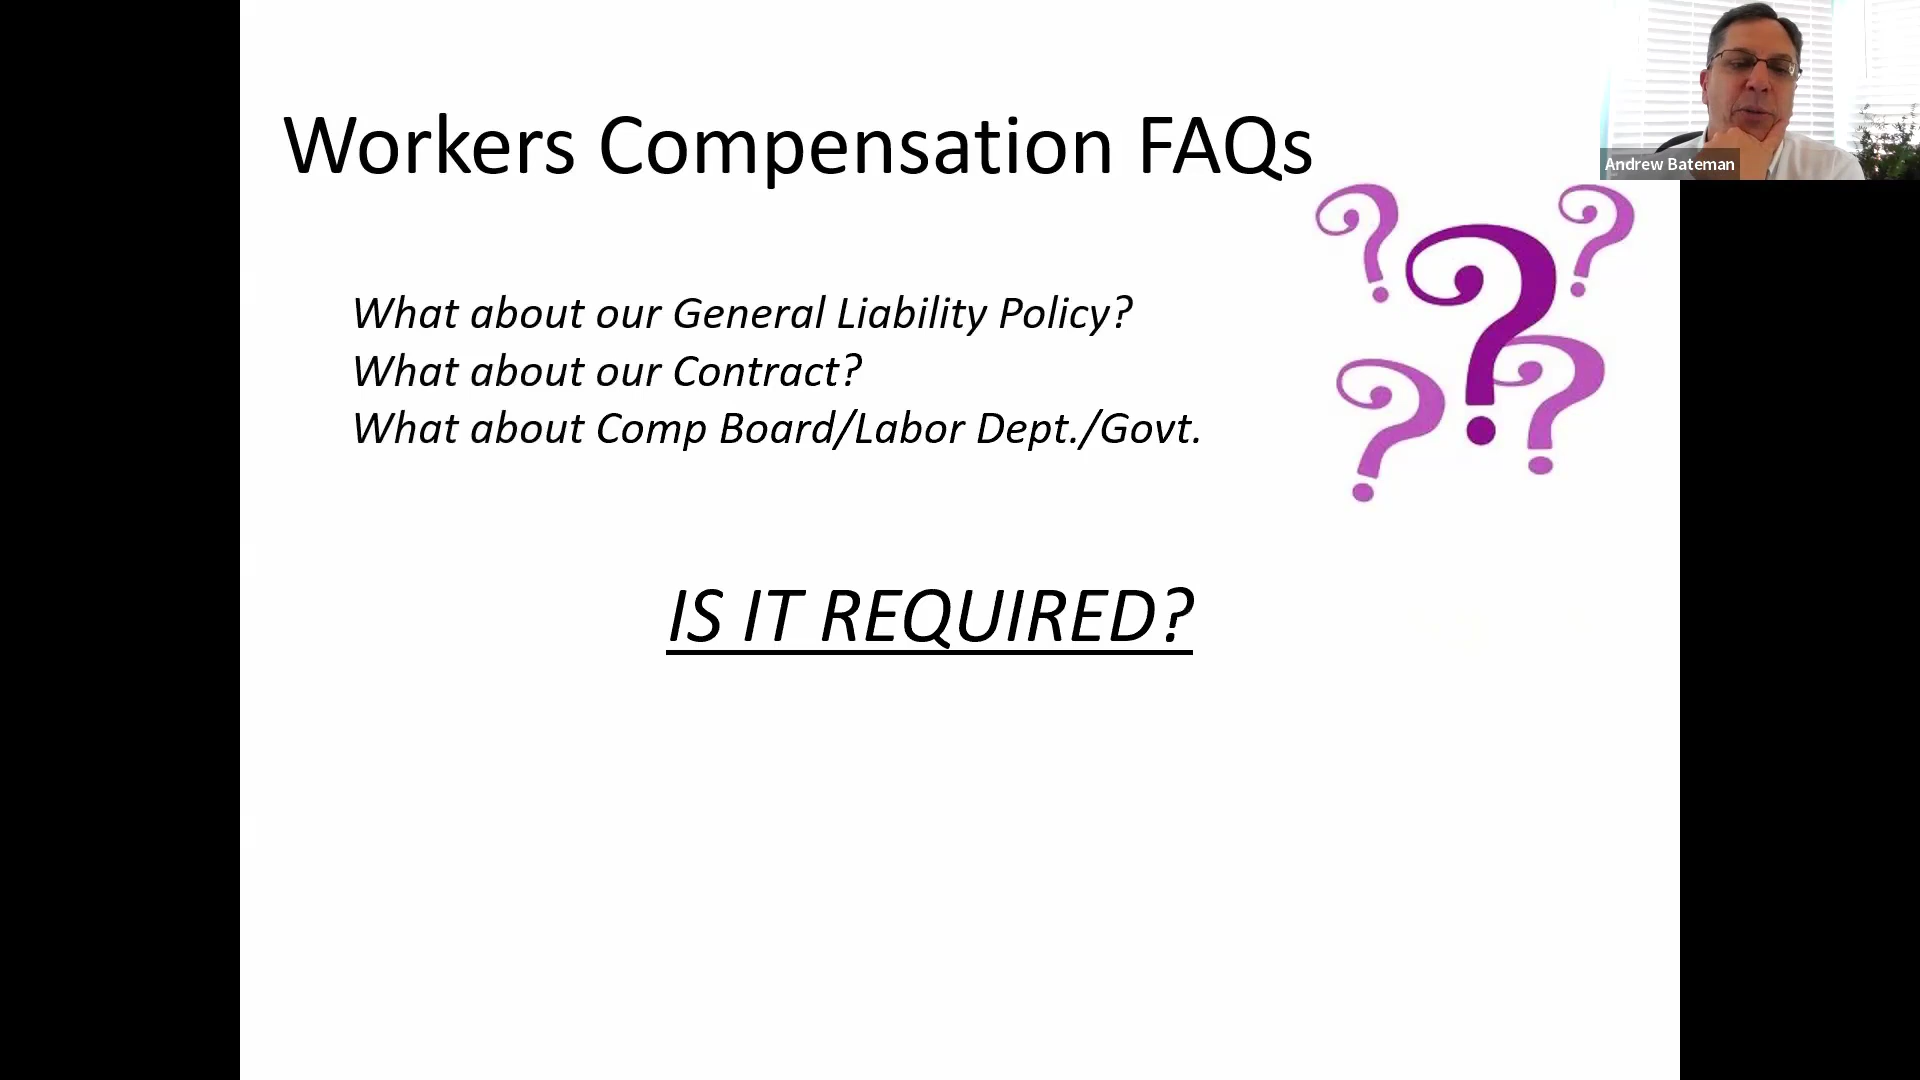 Workers Compensation FAQs
Andrew Bateman
What about our General Liability Policy?
What about our Contract?
What about Comp Board/Labor Dept./Govt.
IS IT REQUIRED?